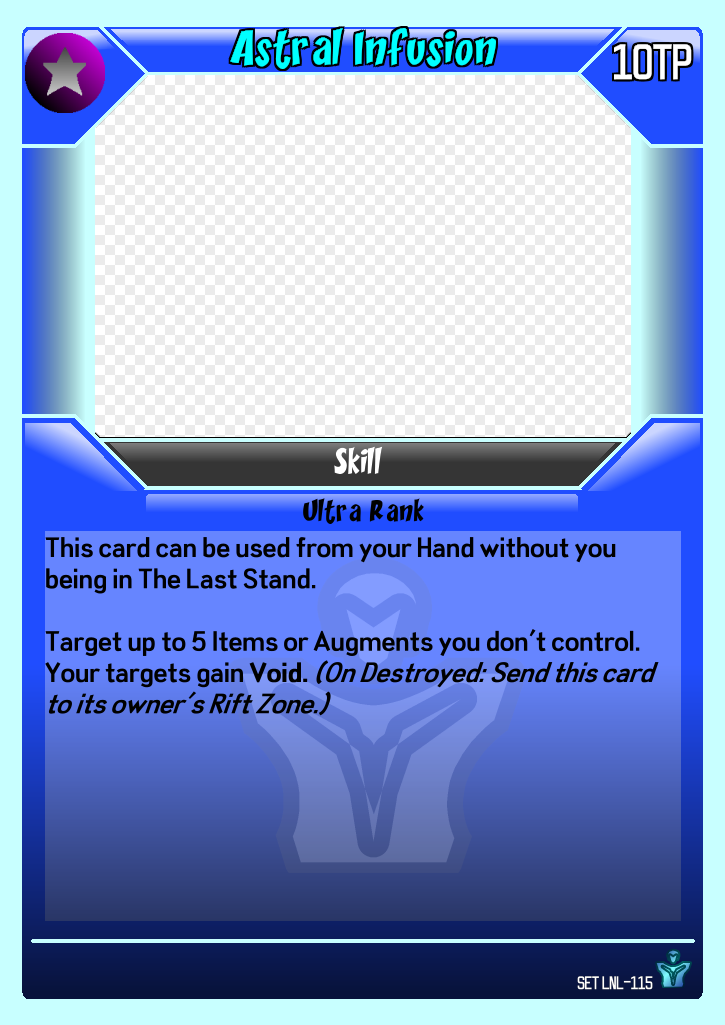 Astral Infusion
10TP
Skill
Ultra Rank
This card can be used from your Hand without you
being in The Last Stand.
Target up to 5 Items or Augments you don't control.
Your targets gain Void. (On Destroyed: Send this card
to its owner's Rift Zone.)
SET LNL-115